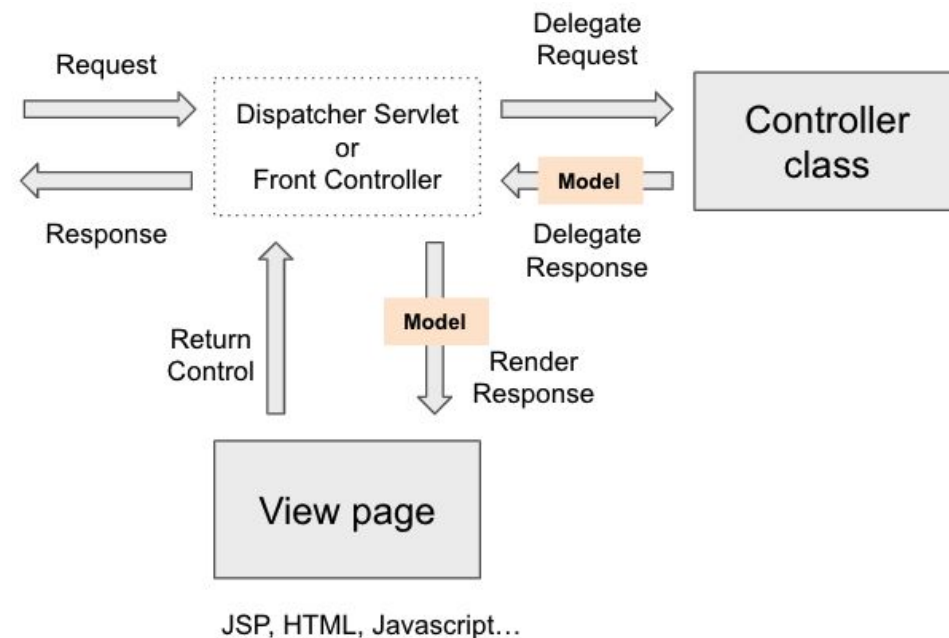 Request
Delegate
Request
Dispatcher Servlet
or
Front Controller
Controller
class
Model
Response
Delegate
Response
Model
Return
Control
Render
Response
View page
JSP, HTML, Javascript...